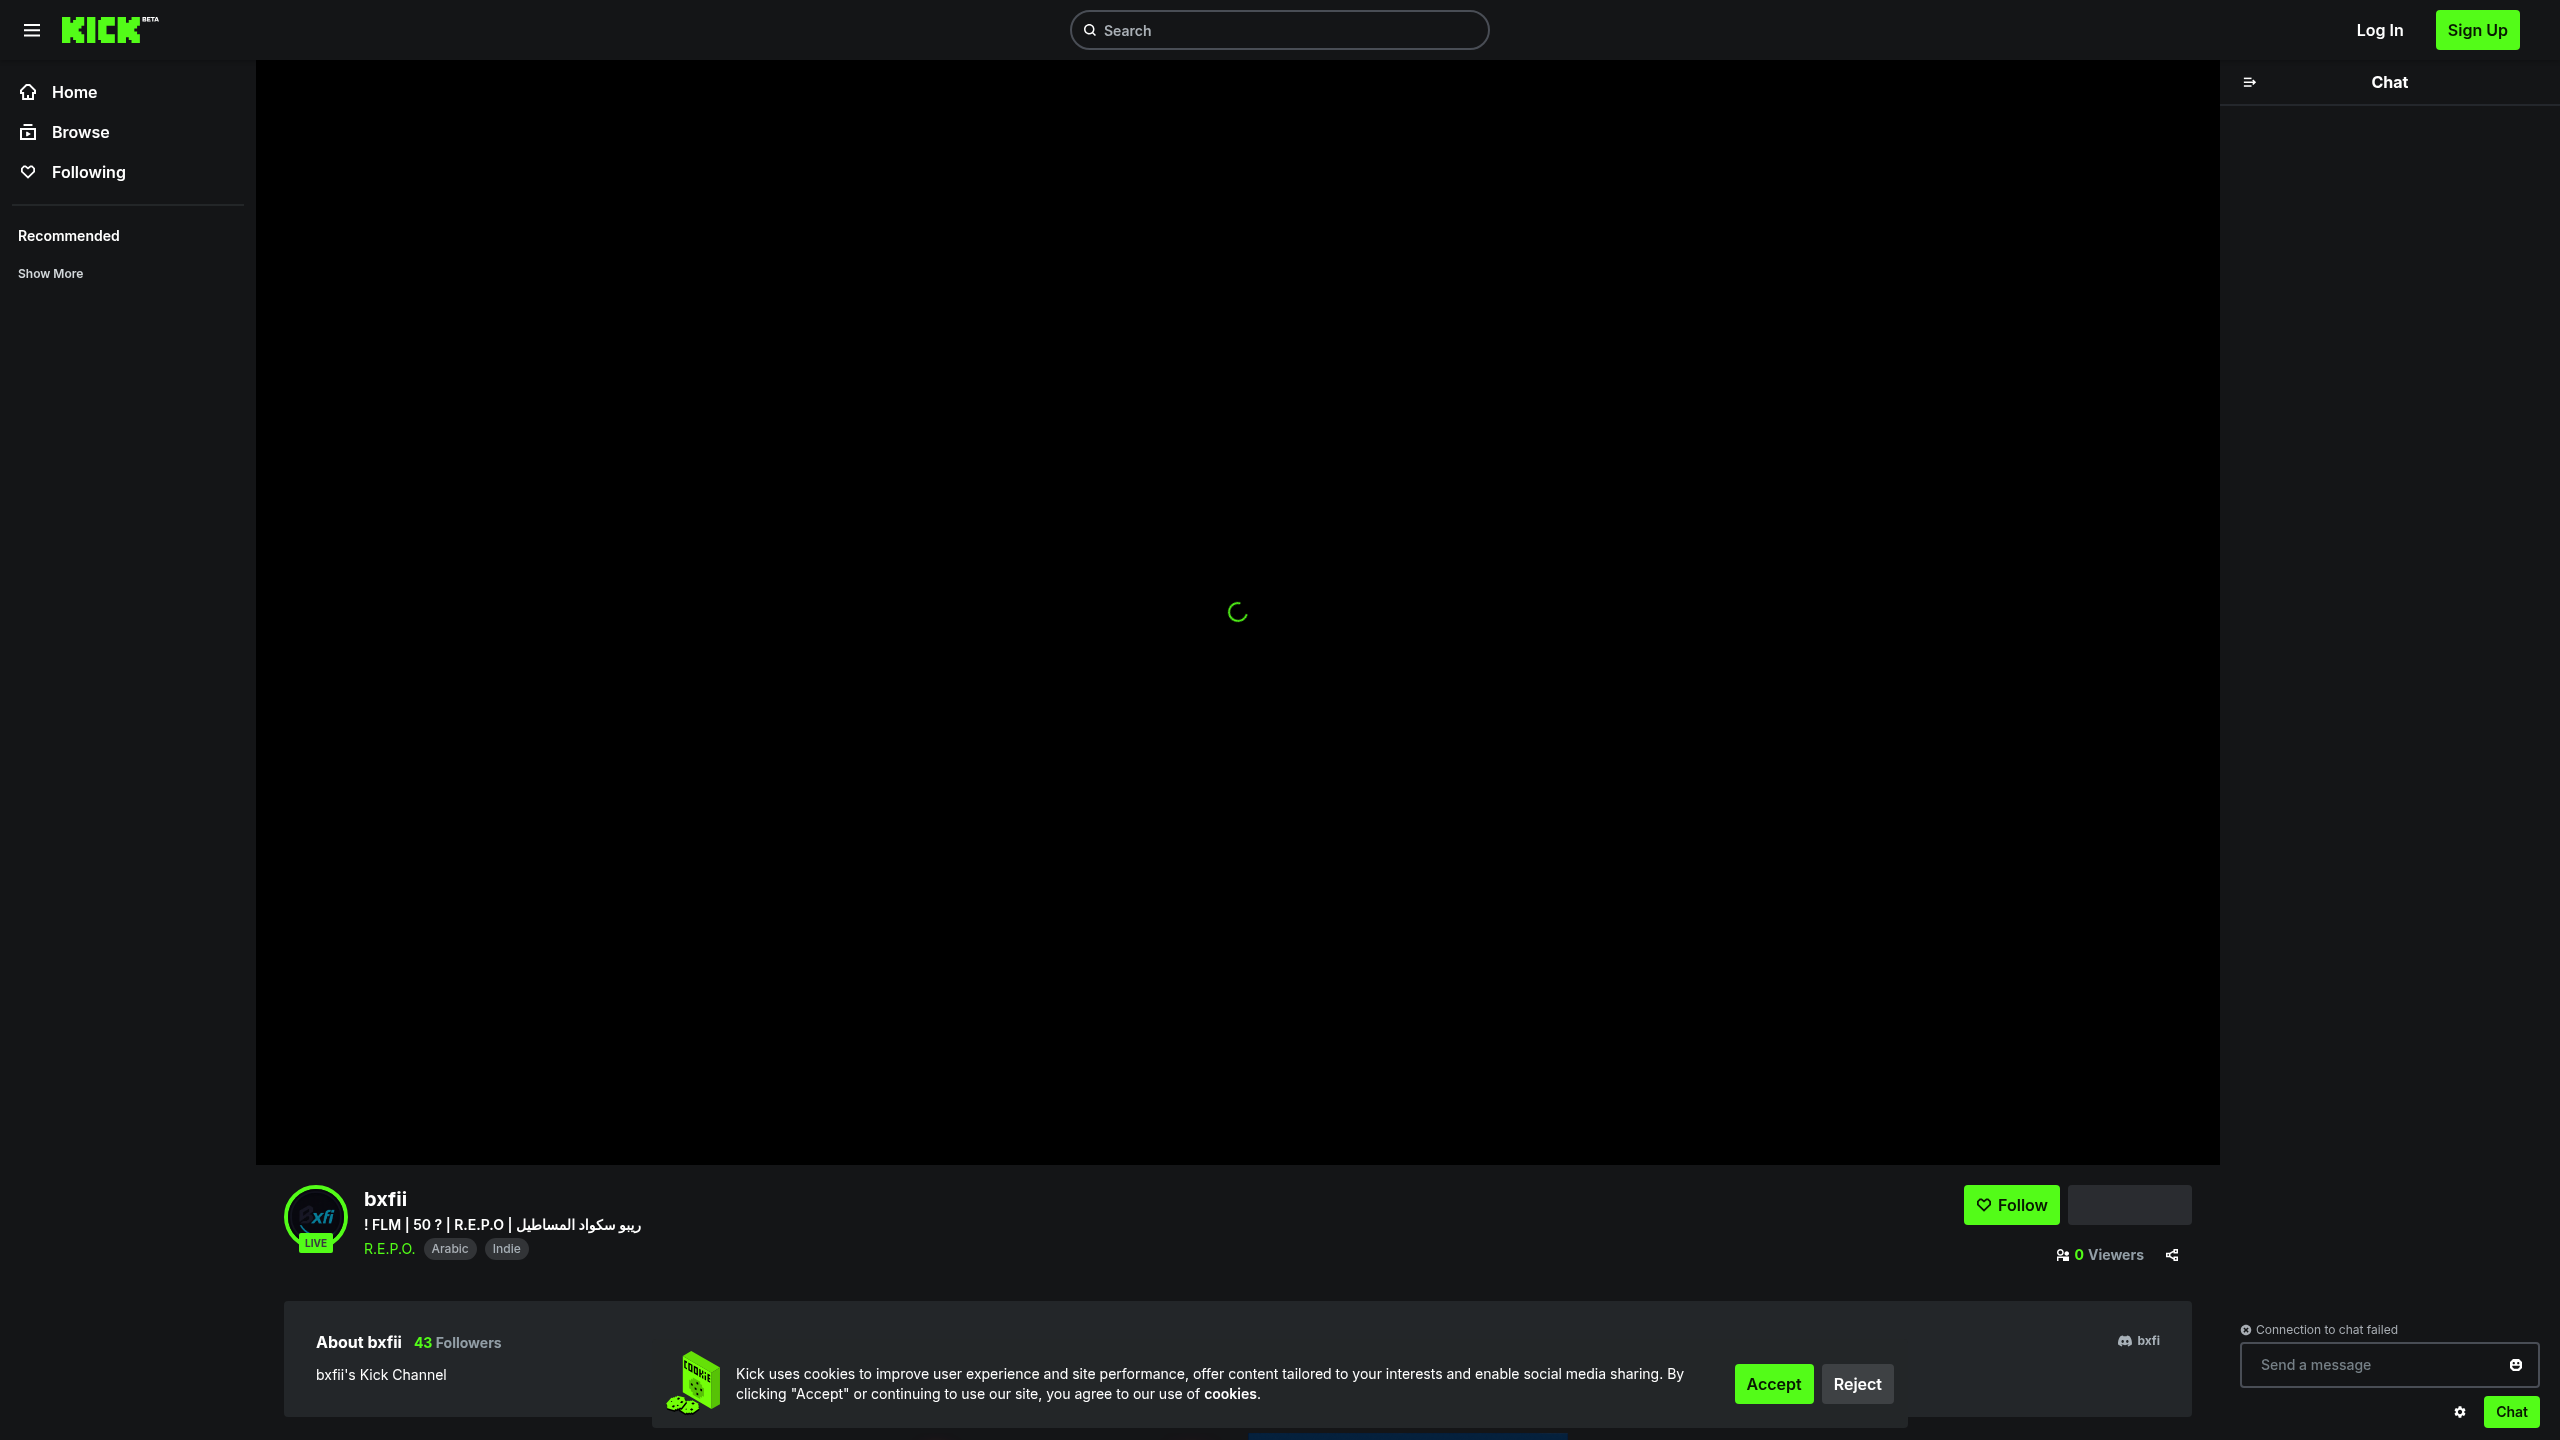 KICK BETA
Search
Log In
Sign Up
Home
Browse
Following
Recommended
Show More
Chat
bxfii
! FLM | 50 ? | R.E.P.O | ريبو سكواد المساطيل
R.E.P.O.
Arabic
Indie
xfi
LIVE
Follow
0 Viewers
About bxfii
43 Followers
bxfi
bxfii's Kick Channel
COOKIE
Kick uses cookies to improve user experience and site performance, offer content tailored to your interests and enable social media sharing. By
clicking "Accept" or continuing to use our site, you agree to our use of cookies.
Accept
Reject
Connection to chat failed
Send a message
Chat